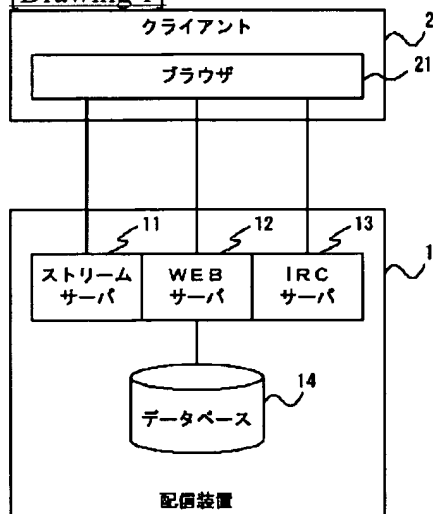 [Drawing 1]
クライアント
2
ブラウザ
21
11
12
13
ストリーム
サーバ
WEB
サーバ
IRC
サーバ
1
データベース
14
配信装置